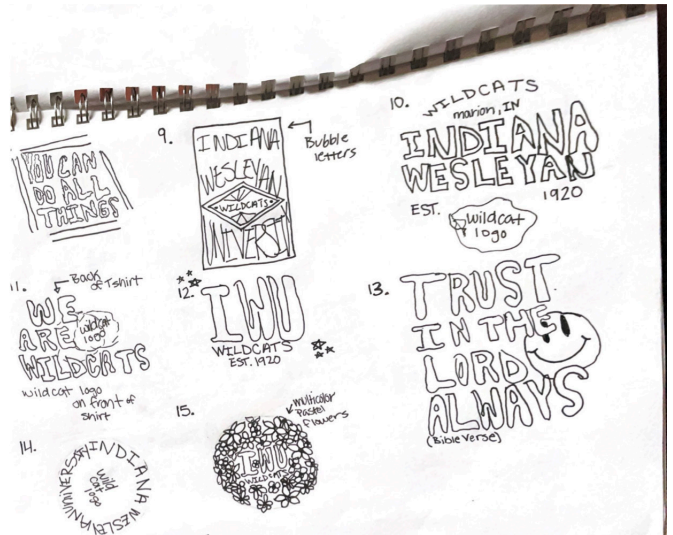 YOU CAN
DO ALL
THINGS
9.
INDIANA
WESLEYAN
WILDCATS
UNIVERSITY
Bubble
letters
10.
WILDCATS
marion, IN
INDIANA
WESLEYAN
EST.
1920
wildcat
logo
11.
Back
of Tshirt
WE
ARE
wildcat
logo
WILDCATS
wildcat logo
on front of
shirt
12.
IWU
WILDCATS
EST. 1920
13.
TRUST
IN THE
LORD
ALWAYS
(Bible verse)
14.
INDIANA WESLEYAN UNIVERSITY
wild
cat
logo
15.
multicolor
Pastel
flowers
IWU
WILDCATS